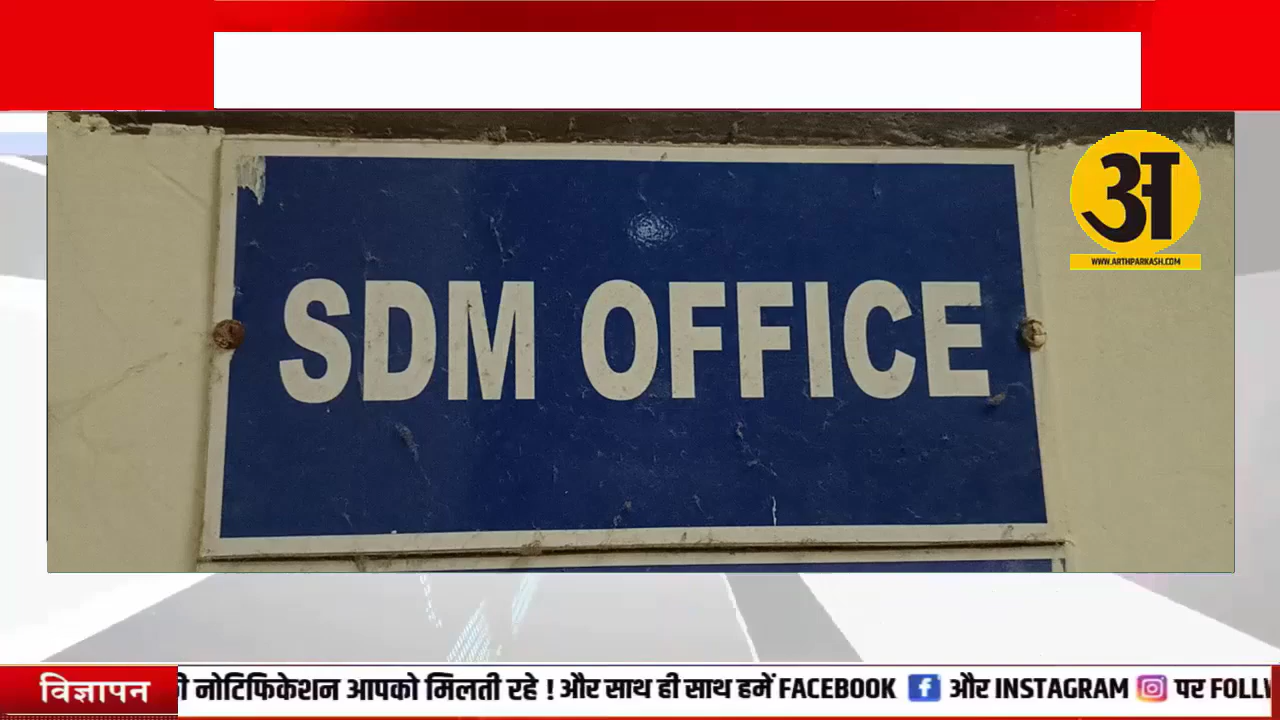 अ
WWW.ARTHPARKASH.COM
SDM OFFICE
विज्ञापन
नोटिफिकेशन आपको मिलती रहे ! और साथ ही साथ हमें FACEBOOK और INSTAGRAM पर